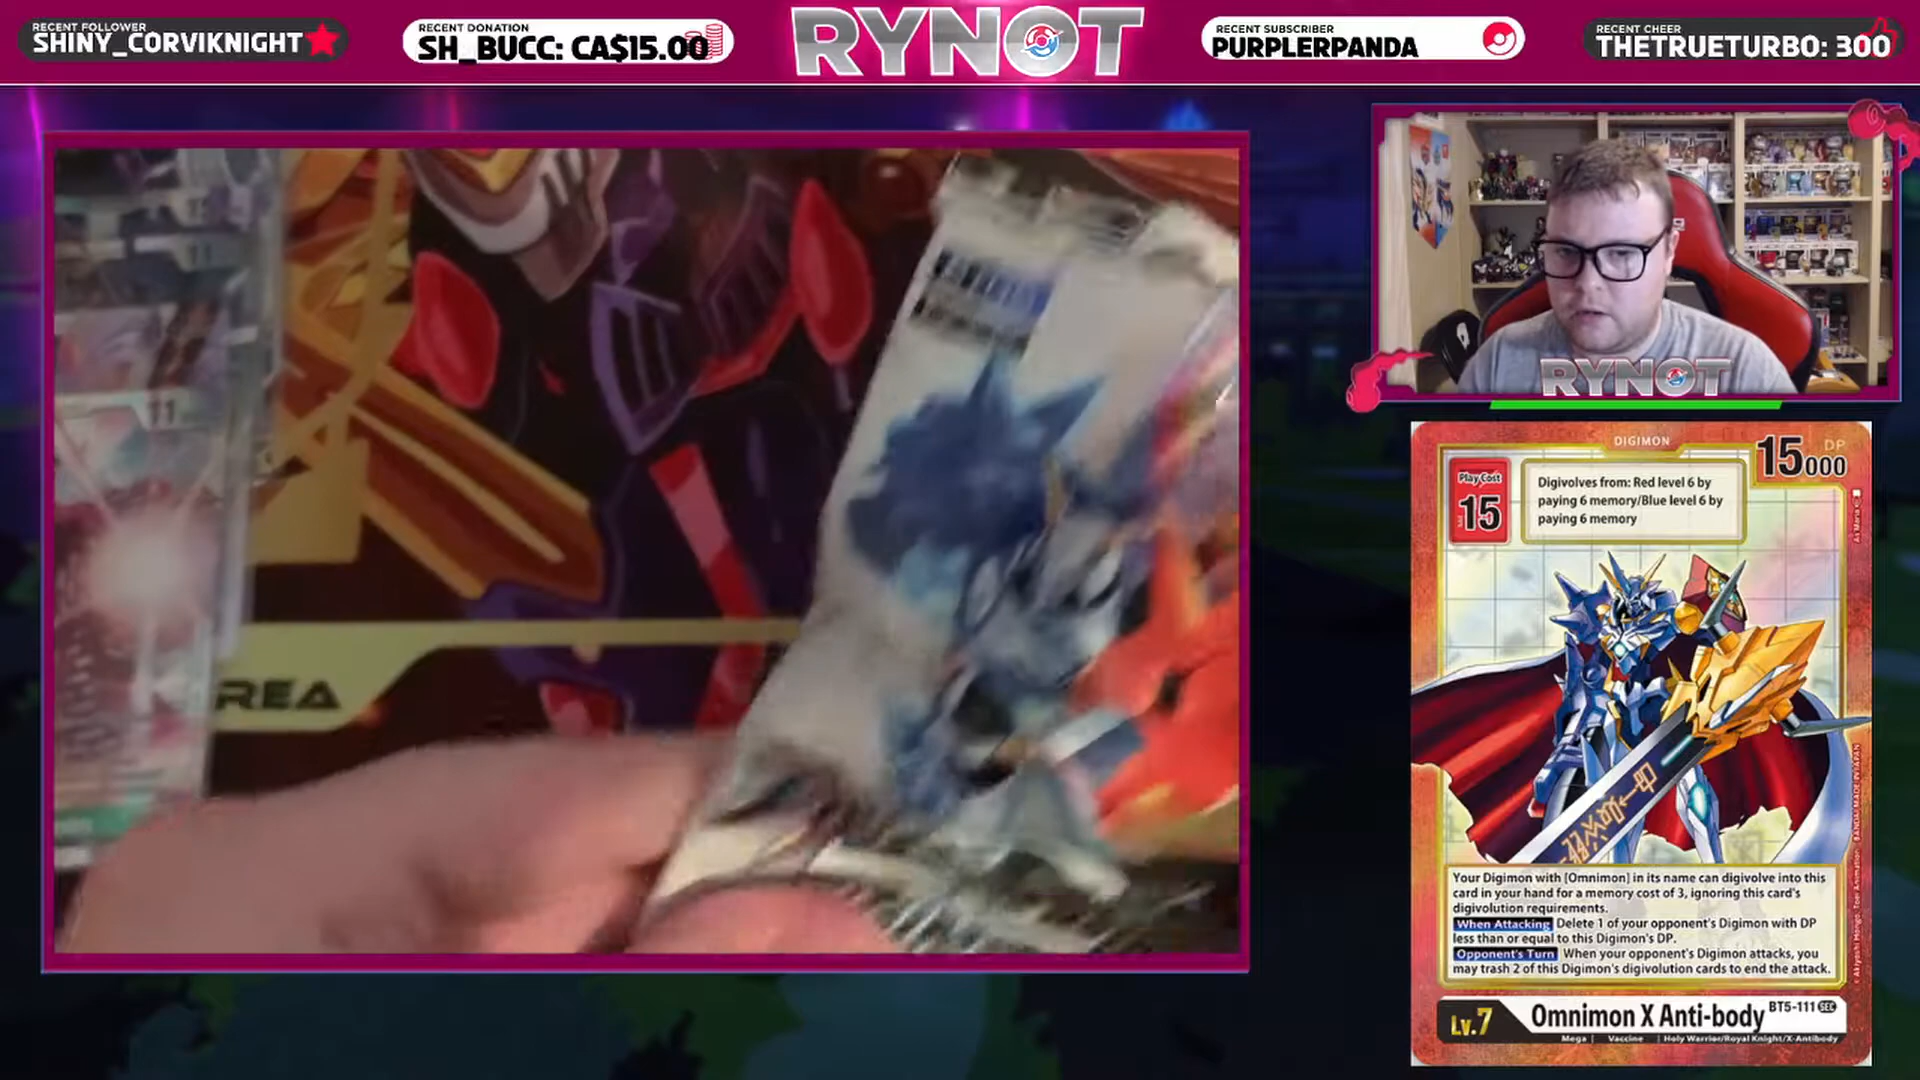 RECENT FOLLOWER
SHINY_CORVIKNIGHT
RECENT DONATION
SH_BUCC: CA$15.00
RYNOT
RECENT SUBSCRIBER
PURPLERPANDA
RECENT CHEER
THETRUETURBO: 300
11
11
REA
RYNOT
DIGIMON
15000 DP
Play Cost
15
Digivolves from: Red level 6 by
paying 6 memory/Blue level 6 by
paying 6 memory
Your Digimon with [Omnimon] in its name can digivolve into this
card in your hand for a memory cost of 3, ignoring this card's
digivolution requirements.
When Attacking Delete 1 of your opponent's Digimon with DP
less than or equal to this Digimon's DP.
Opponent's Turn When your opponent's Digimon attacks, you
may trash 2 of this Digimon's digivolution cards to end the attack.
Lv.7
Omnimon X Anti-body BT5-111 SEC
Mega | Vaccine | Holy Warrior/Royal Knight/X-Antibody